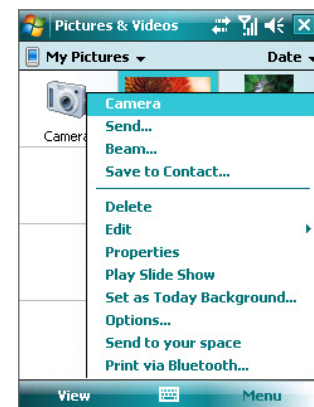 Pictures & Videos
My Pictures
Date
Camera
Camera
Send...
Beam...
Save to Contact...
Delete
Edit
Properties
Play Slide Show
Set as Today Background...
Options...
Send to your space
Print via Bluetooth...
View
Menu